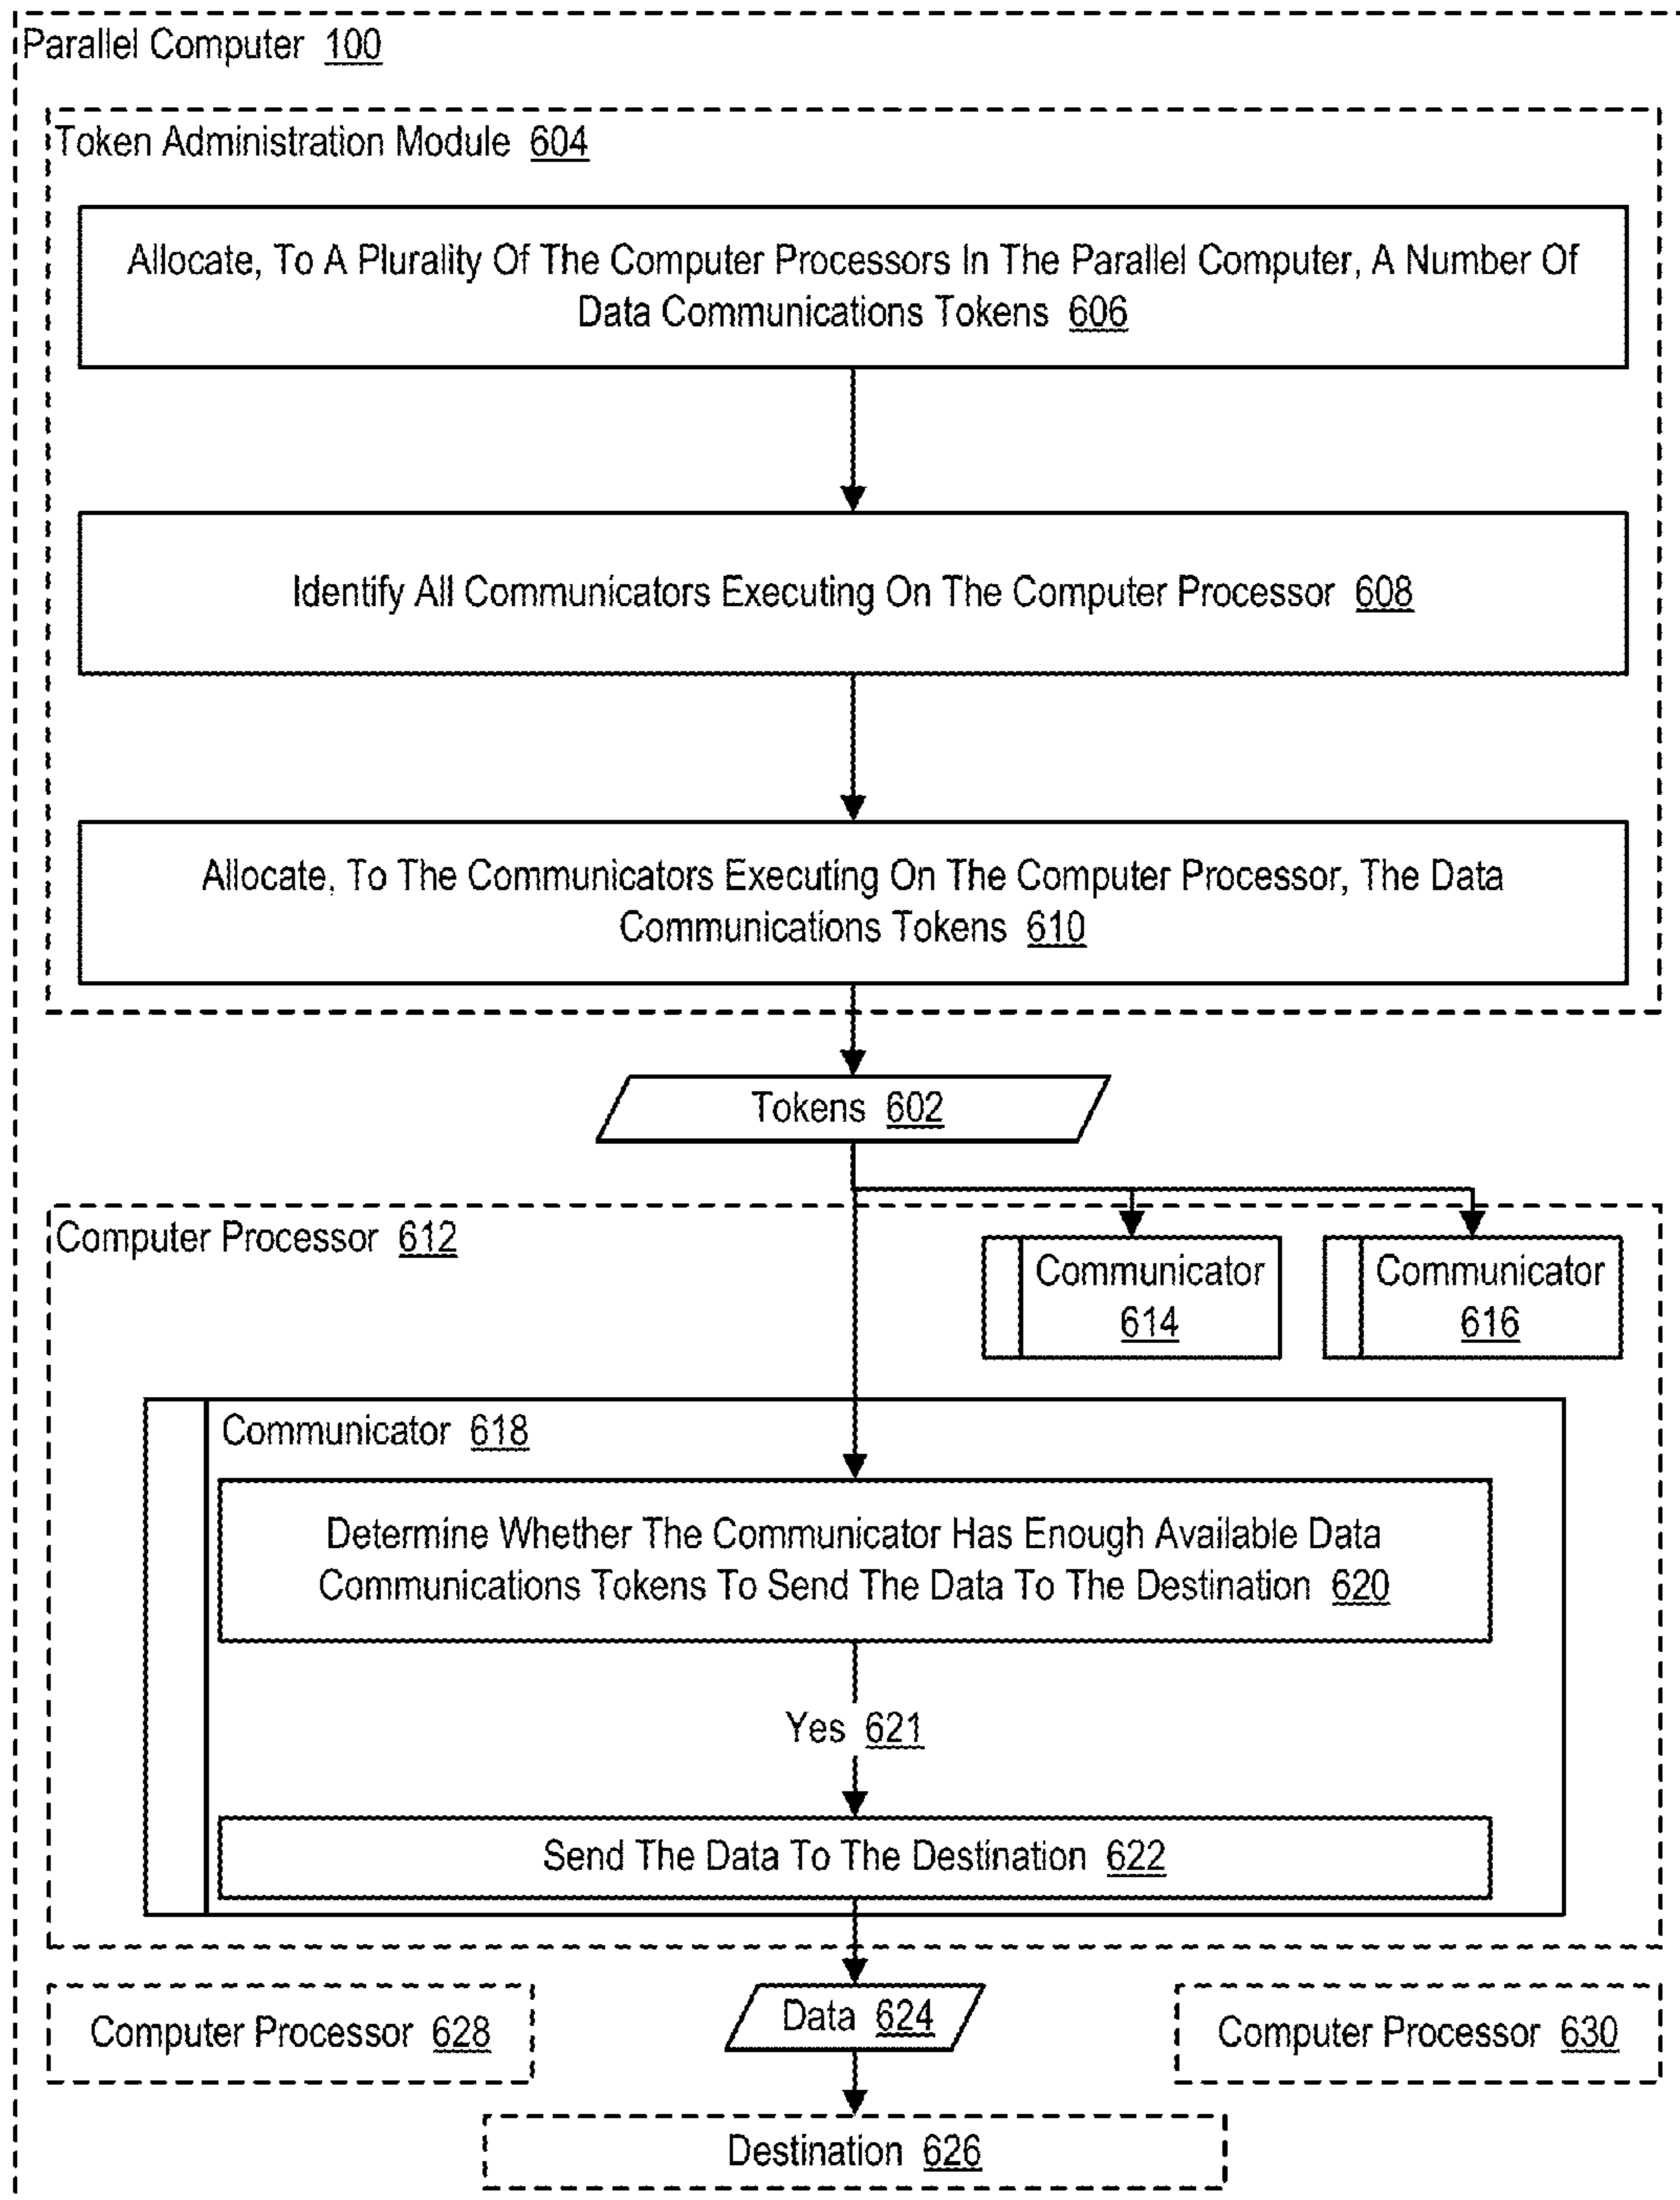 Parallel Computer 100
Token Administration Module 604
Allocate, To A Plurality Of The Computer Processors In The Parallel Computer, A Number Of
Data Communications Tokens 606
Identify All Communicators Executing On The Computer Processor 608
Allocate, To The Communicators Executing On The Computer Processor, The Data
Communications Tokens 610
Tokens 602
Computer Processor 612
Communicator
614
Communicator
616
Communicator 618
Determine Whether The Communicator Has Enough Available Data
Communications Tokens To Send The Data To The Destination 620
Yes 621
Send The Data To The Destination 622
Computer Processor 628
Data 624
Computer Processor 630
Destination 626